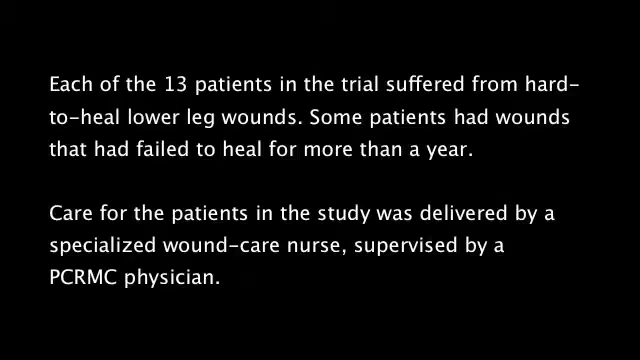 Each of the 13 patients in the trial suffered from hard-
to-heal lower leg wounds. Some patients had wounds
that had failed to heal for more than a year.
Care for the patients in the study was delivered by a
specialized wound-care nurse, supervised by a
PCRMC physician.